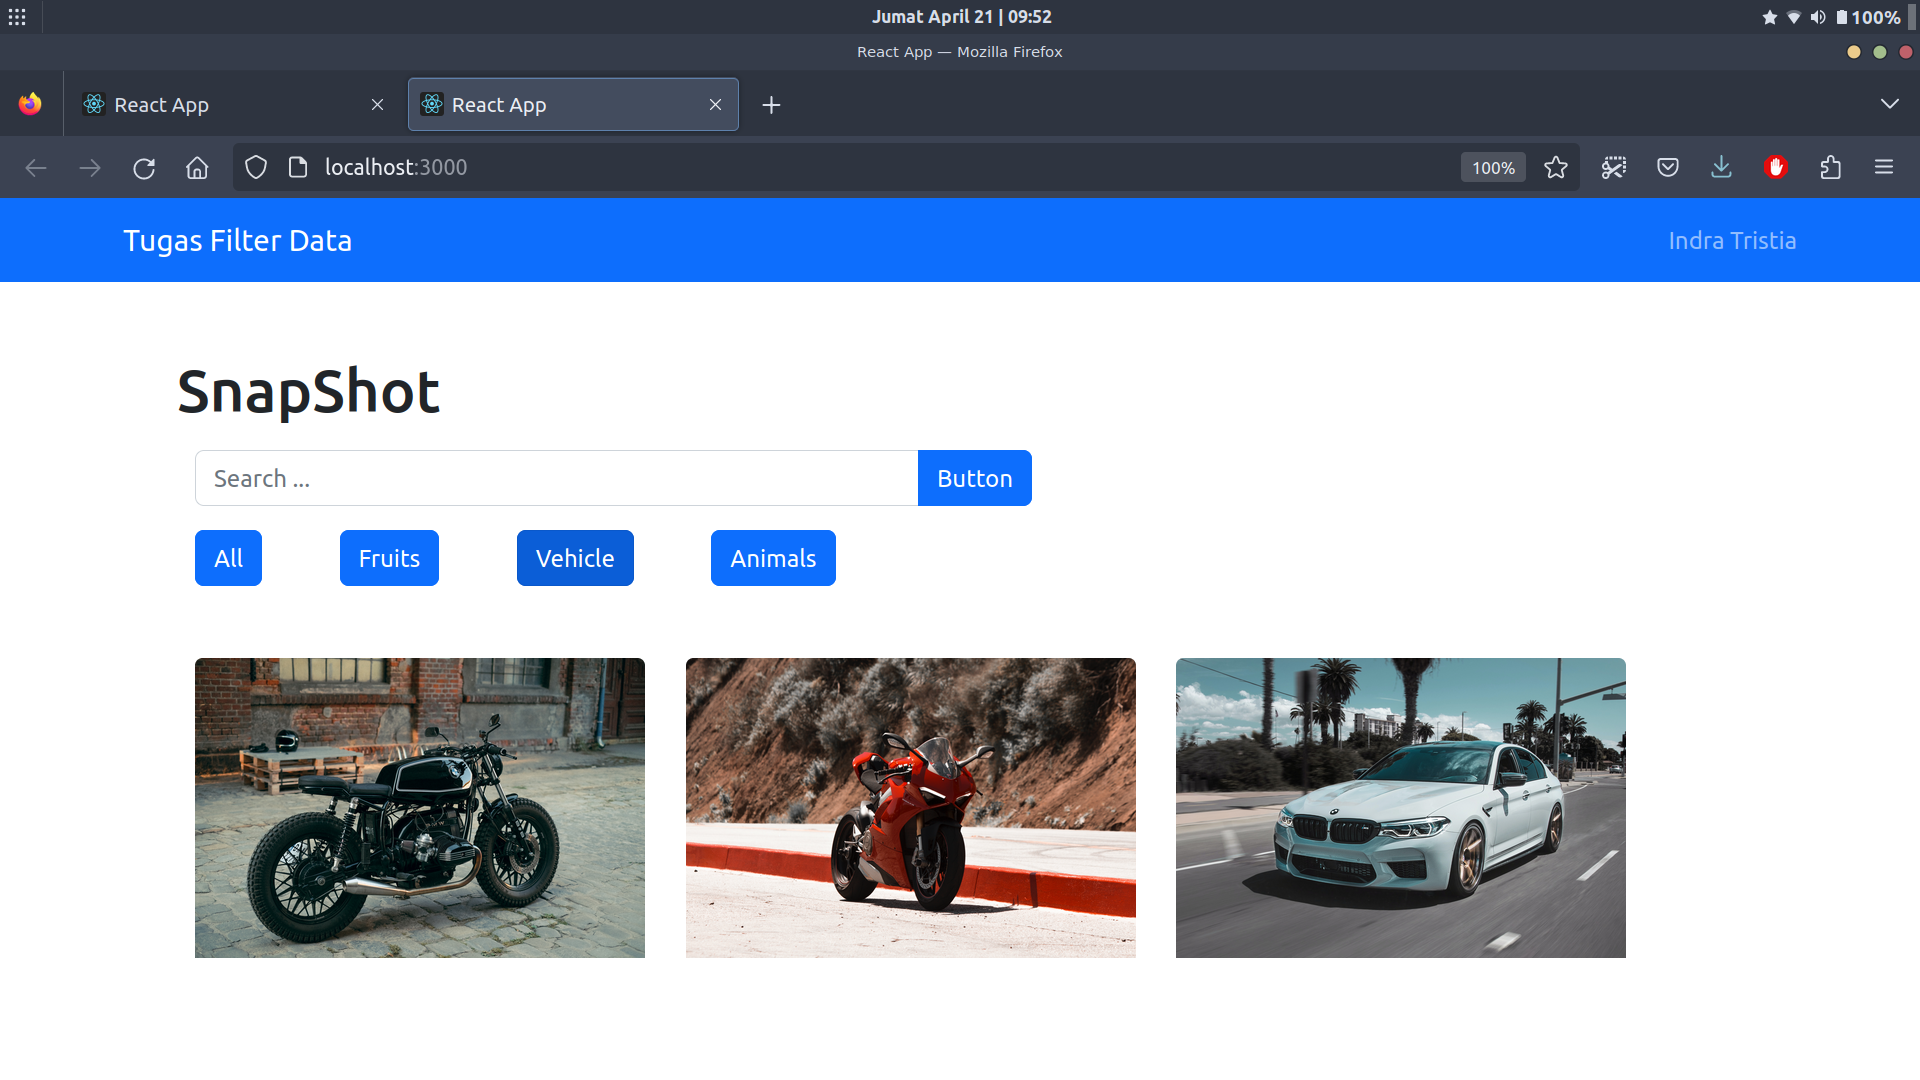 Jumat April 21 | 09:52
100%
React App — Mozilla Firefox
React App
React App
localhost:3000
100%
Tugas Filter Data
Indra Tristia
SnapShot
Search ...
Button
All
Fruits
Vehicle
Animals